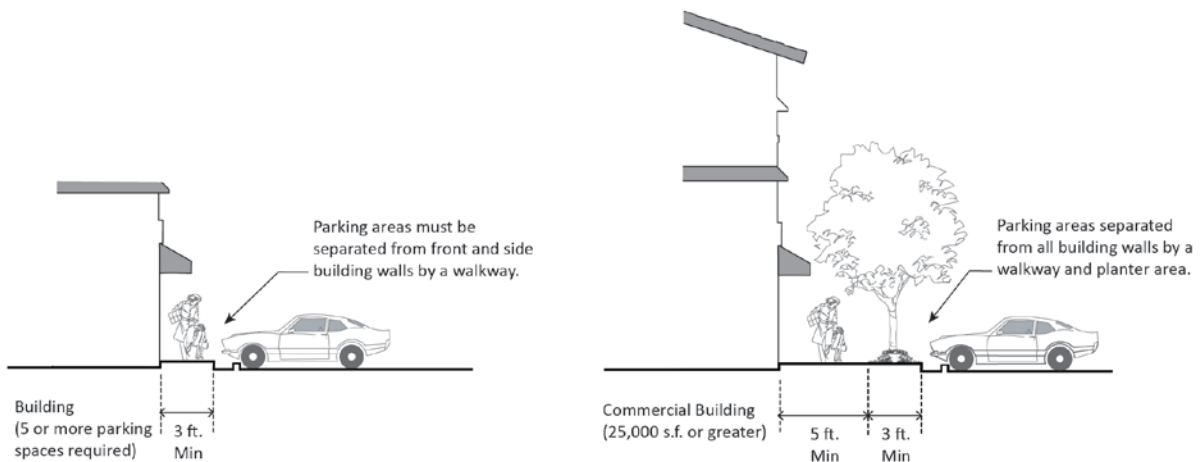 Parking areas must be
separated from front and side
building walls by a walkway.
Building
(5 or more parking
spaces required)
3 ft.
Min
Parking areas separated
from all building walls by a
walkway and planter area.
Commercial Building
(25,000 s.f. or greater)
5 ft.
Min
3 ft.
Min